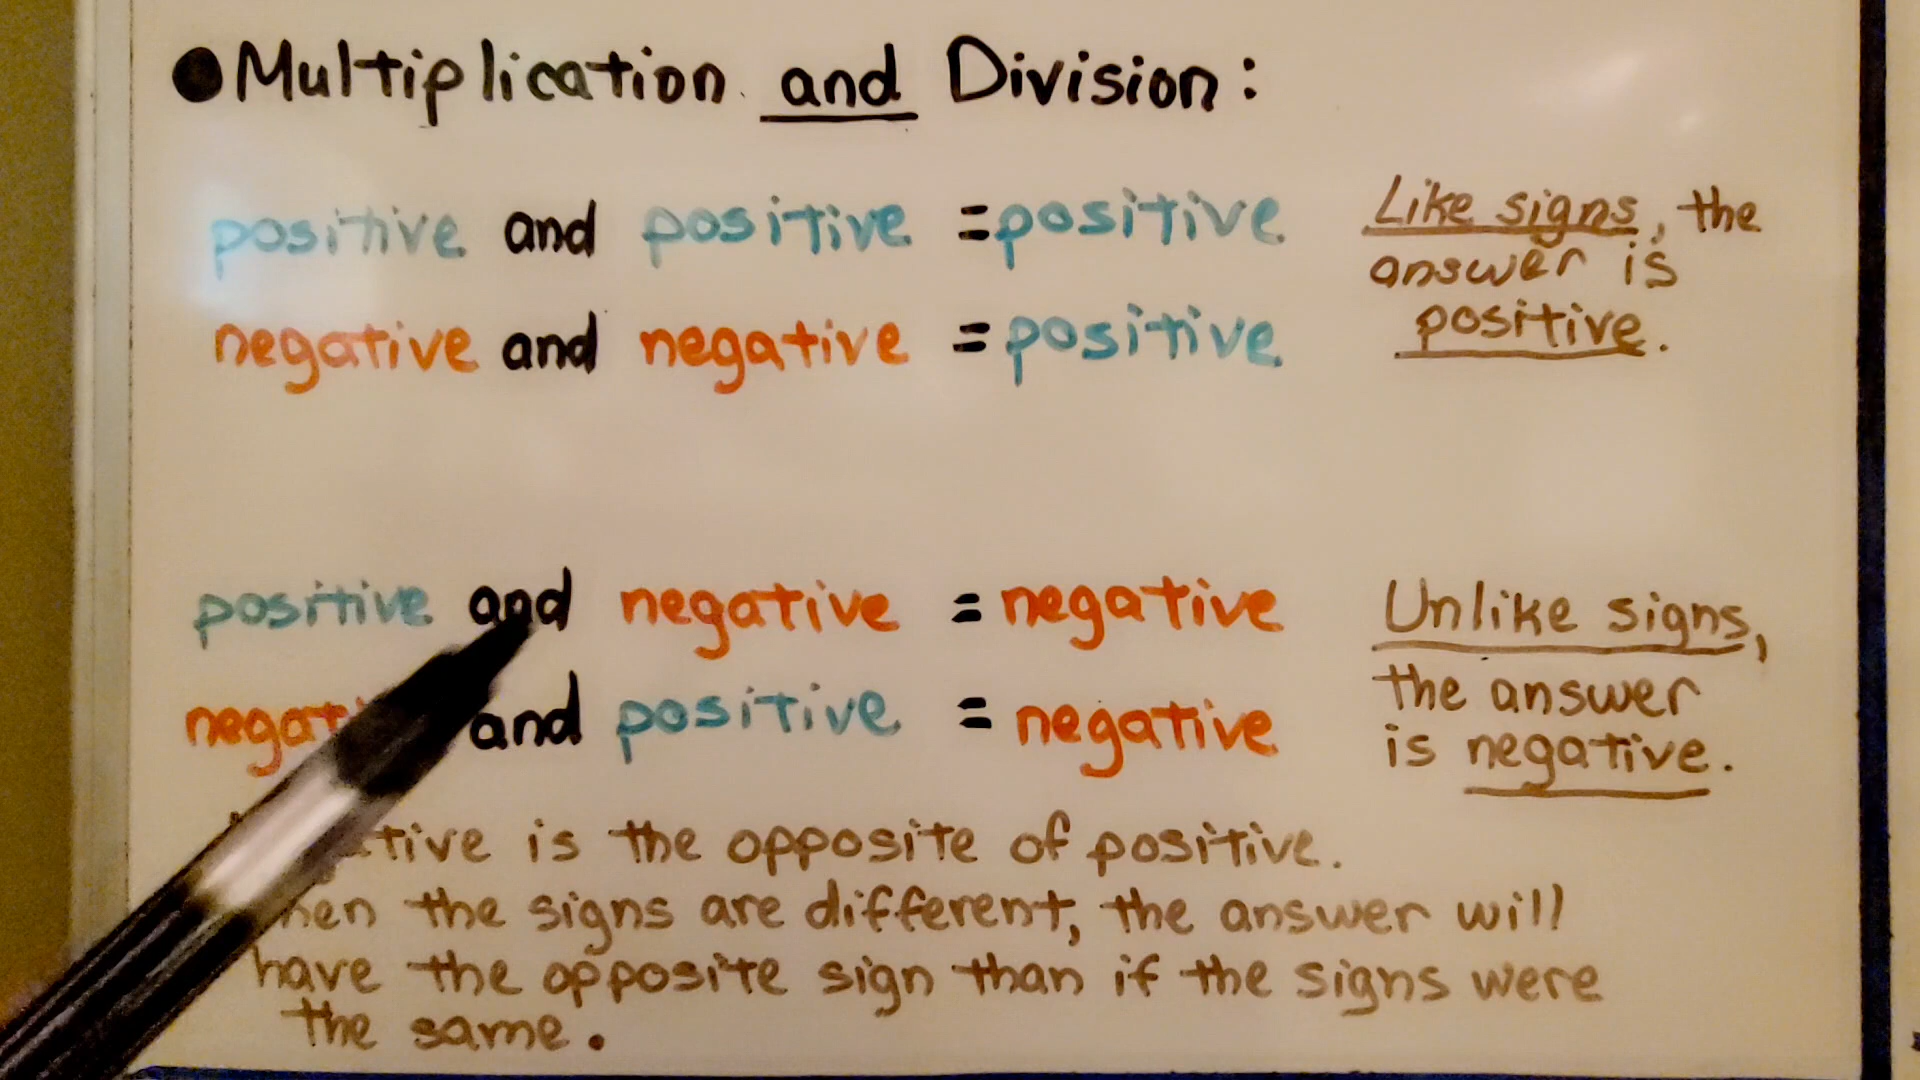 ● Multiplication and Division:
positive and positive = positive
Like signs, the
answer is
positive.
negative and negative = positive
positive and negative = negative
Unlike signs,
the answer
is negative.
and positive = negative
is the opposite of positive.
the signs are different, the answer will
have the opposite sign than if the signs were
the same.